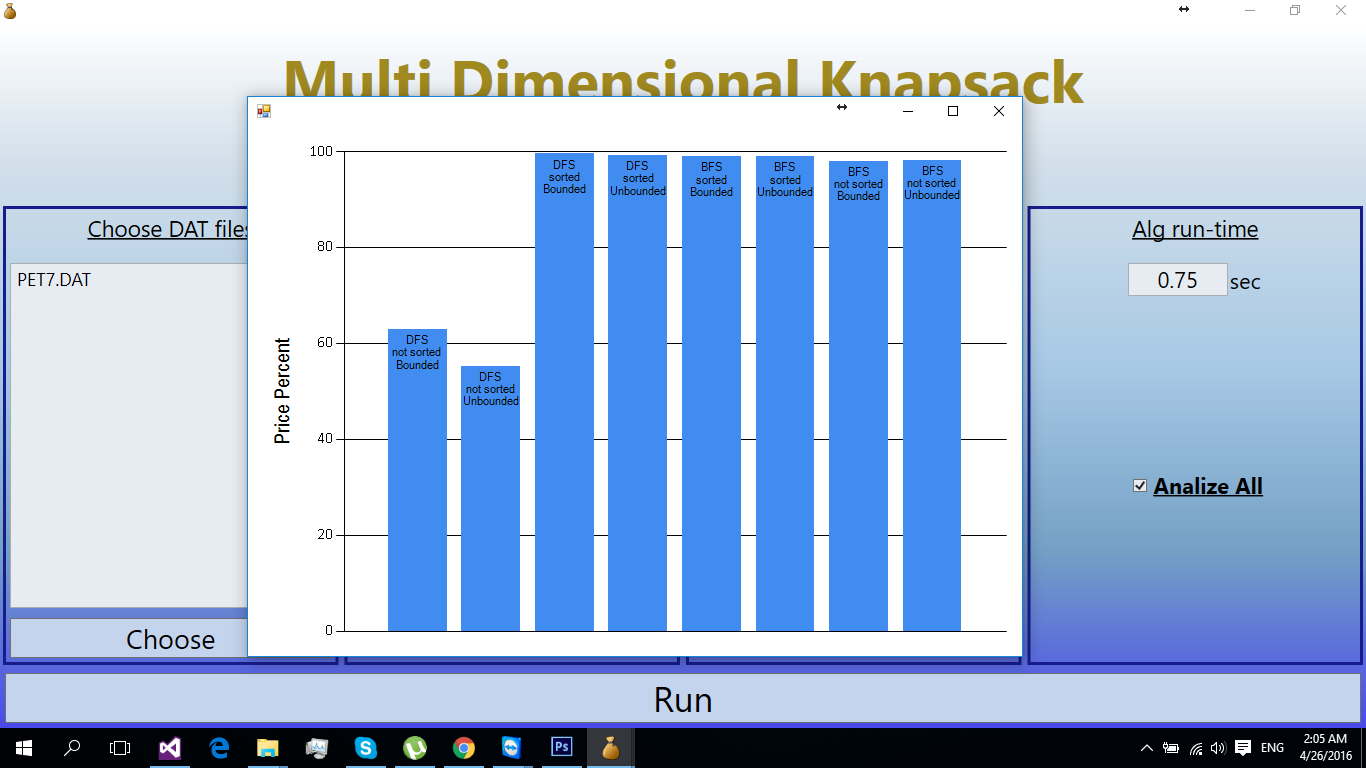 Multi Dimensional Knapsack
Choose DAT files
PET7.DAT
Choose
Price Percent
100
80
60
40
20
0
DFS
not sorted
Bounded
DFS
not sorted
Unbounded
DFS
sorted
Bounded
DFS
sorted
Unbounded
BFS
sorted
Bounded
BFS
sorted
Unbounded
BFS
not sorted
Bounded
BFS
not sorted
Unbounded
Alg run-time
0.75 sec
Analize All
Run
Ps
ENG
2:05 AM
4/26/2016